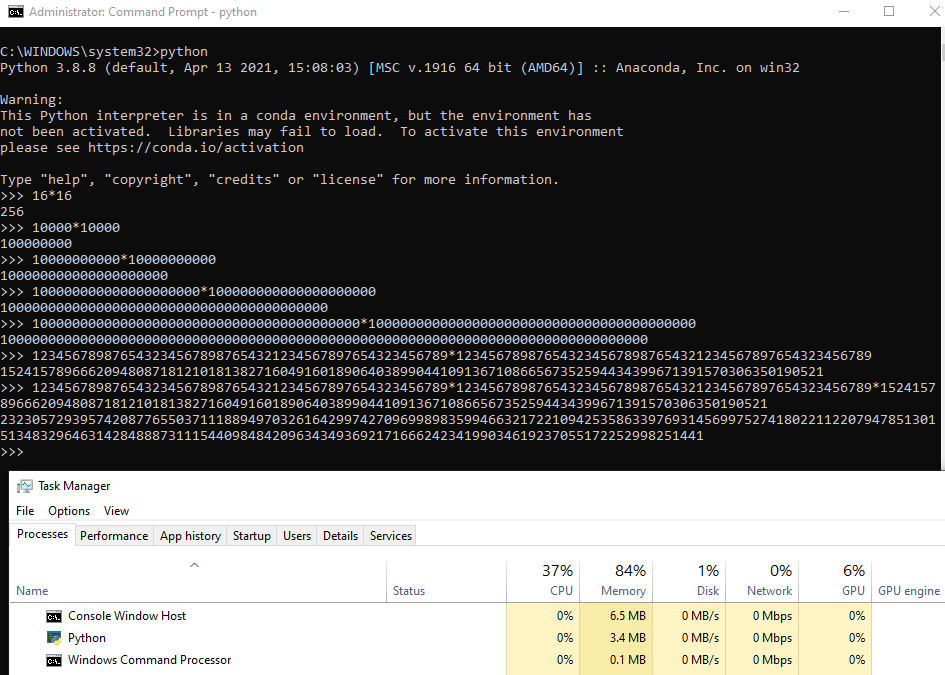 Administrator: Command Prompt - python
C:\WINDOWS\system32>python
Python 3.8.8 (default, Apr 13 2021, 15:08:03) [MSC v.1916 64 bit (AMD64)] :: Anaconda, Inc. on win32
Warning:
This Python interpreter is in a conda environment, but the environment has
not been activated.  Libraries may fail to load.  To activate this environment
please see https://conda.io/activation
Type "help", "copyright", "credits" or "license" for more information.
>>> 16*16
256
>>> 10000*10000
100000000
>>> 10000000000*10000000000
100000000000000000000
>>> 100000000000000000000*100000000000000000000
10000000000000000000000000000000000000000
>>> 10000000000000000000000000000000000000000*10000000000000000000000000000000000000000
100000000000000000000000000000000000000000000000000000000000000000000000000000000
>>> 1234567898765432345678987654321234567897654323456789*1234567898765432345678987654321234567897654323456789
1524157896662094808718121018138271604916018906403899044109136710866567352594434399671391570306350190521
>>> 1234567898765432345678987654321234567897654323456789*1234567898765432345678987654321234567897654323456789*1524157
896662094808718121018138271604916018906403899044109136710866567352594434399671391570306350190521
232305729395742087765503711188949703261642997427096998983599466321722109425358633976931456997527418022112207947851301
5134832964631428488873111544098484209634349369217166624234199034619237055172252998251441
>>>
Task Manager
File Options View
Processes Performance App history Startup Users Details Services
37% 84% 1% 0% 6%
Name Status CPU Memory Disk Network GPU GPU engine
Console Window Host 0% 6.5 MB 0 MB/s 0 Mbps 0%
Python 0% 3.4 MB 0 MB/s 0 Mbps 0%
Windows Command Processor 0% 0.1 MB 0 MB/s 0 Mbps 0%